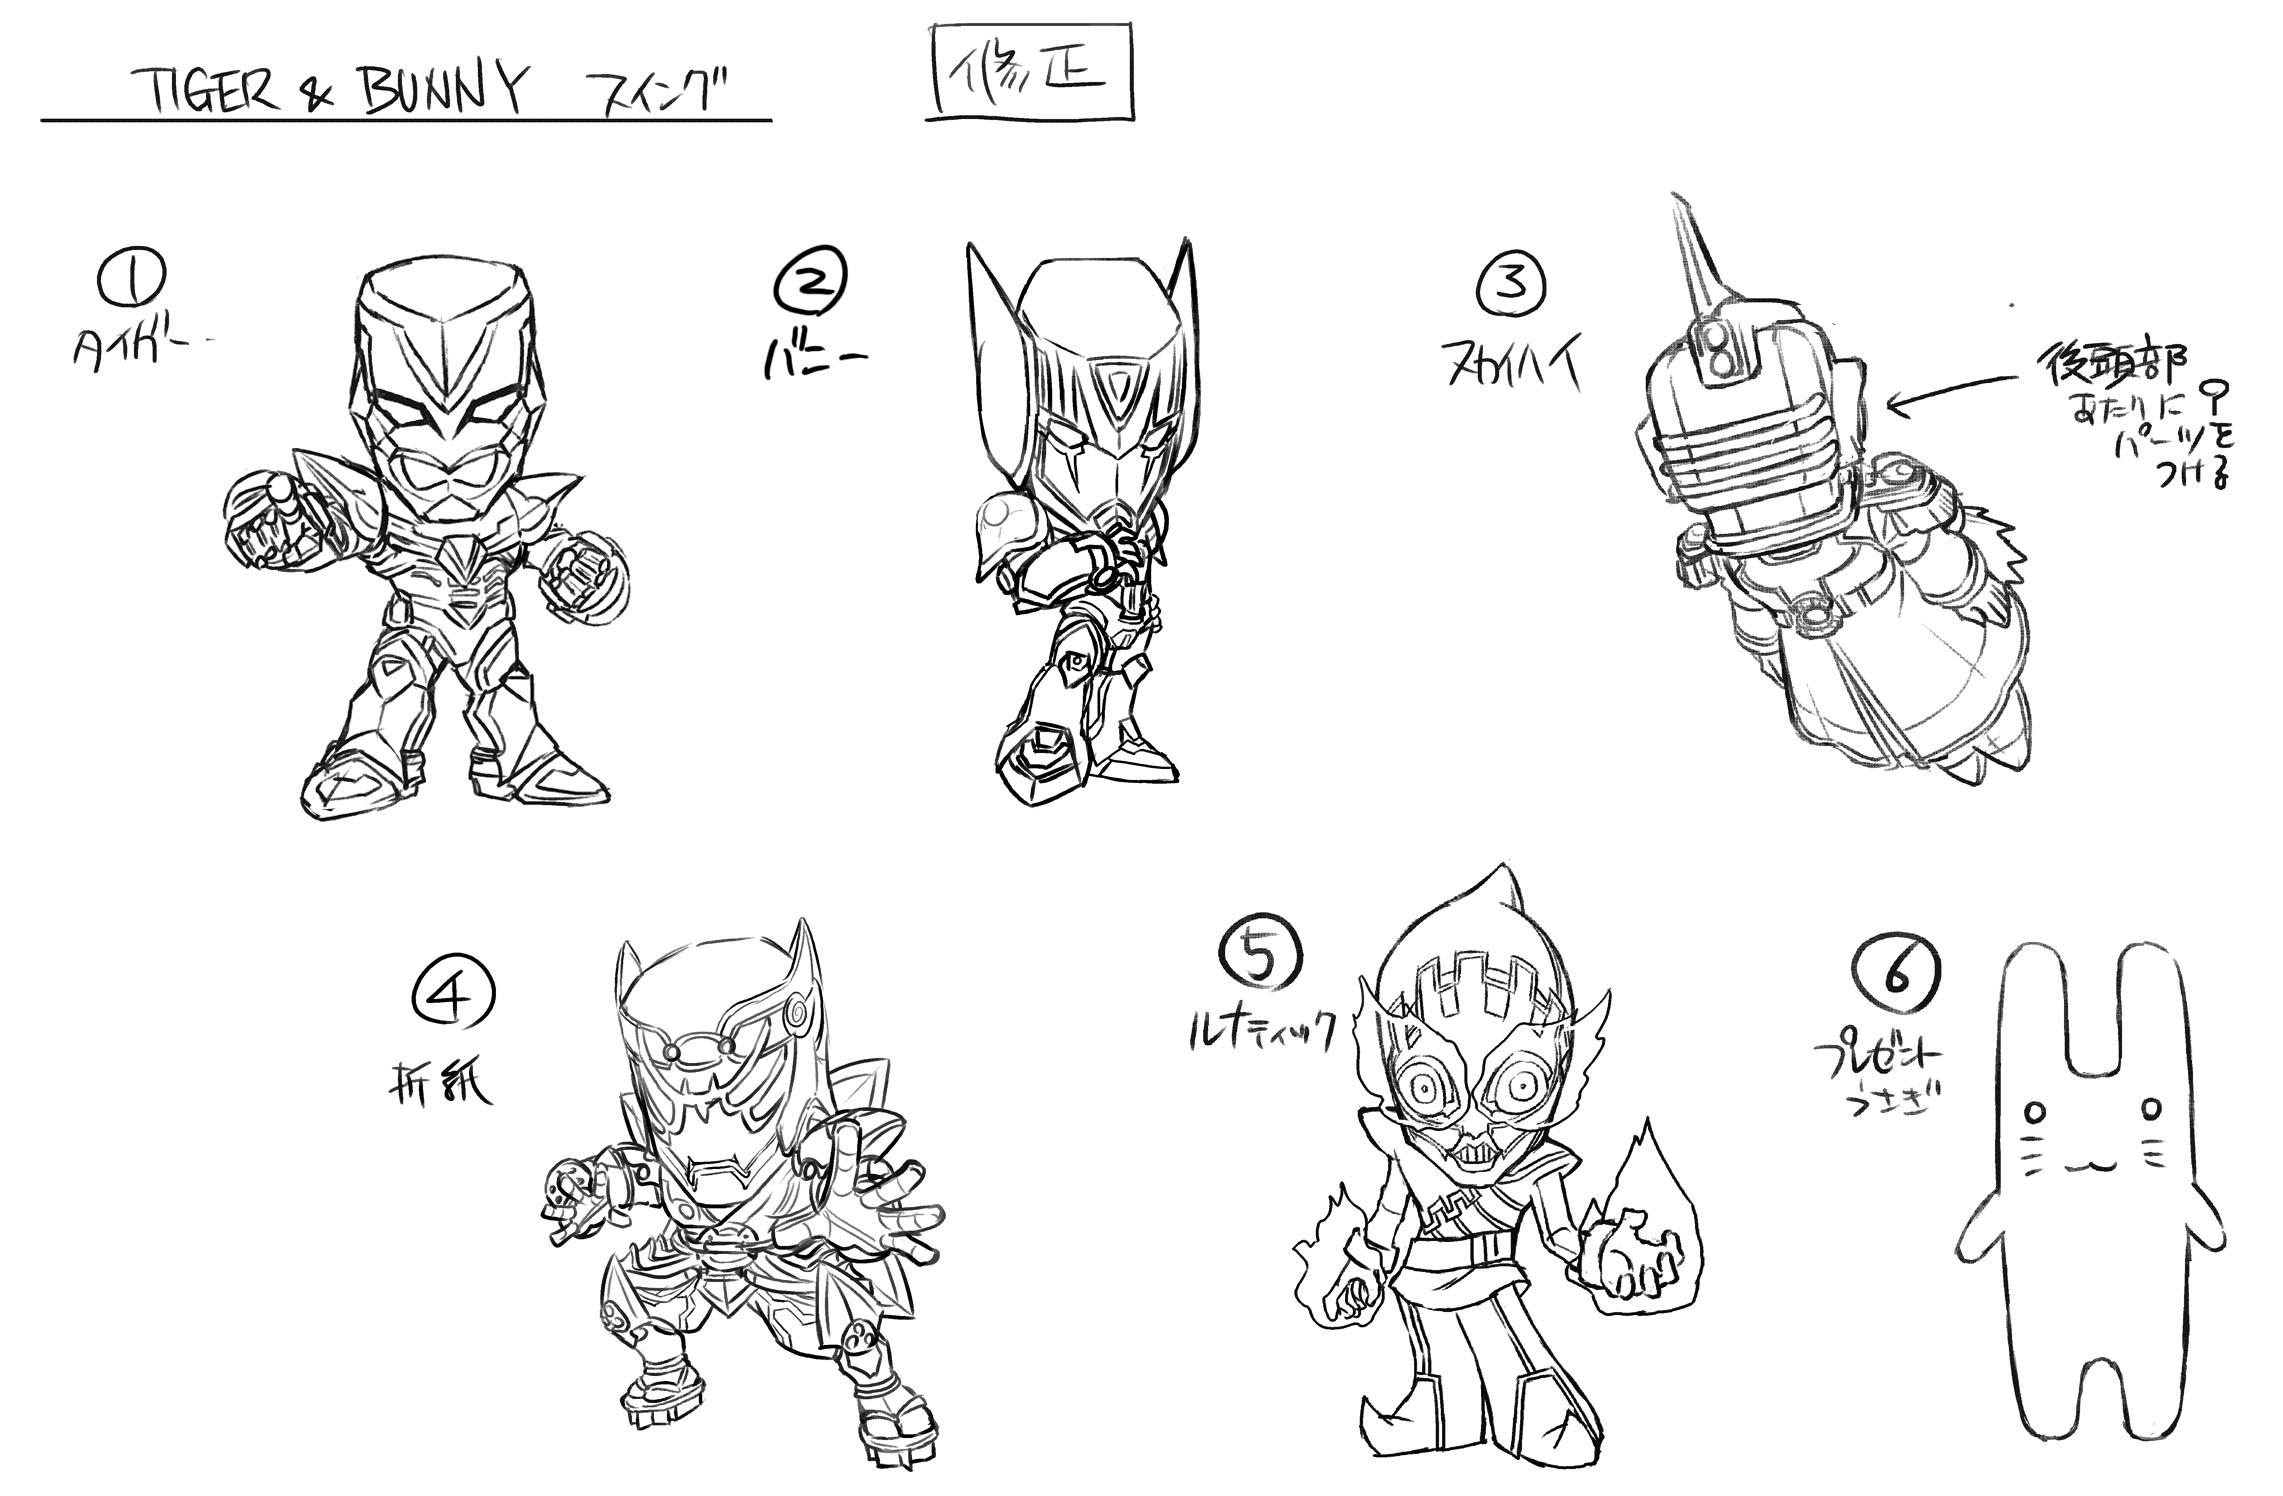 TIGER & BUNNY スイング
修正
①
タイガー
②
バニー
③
スカイハイ
後頭部
あたりに
パーツを
つける
④
折紙
⑤
ルナティック
⑥
プレゼント
うさぎ